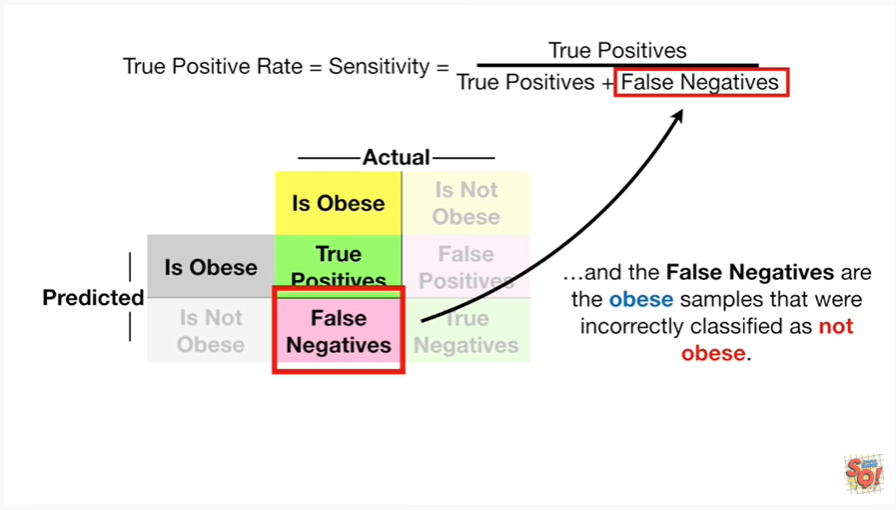 True Positive Rate = Sensitivity =
True Positives
True Positives + False Negatives
Actual
Is Obese
Is Not
Obese
Predicted
Is Obese
True
Positives
False
Positives
Is Not
Obese
False
Negatives
True
Negatives
…and the False Negatives are
the obese samples that were
incorrectly classified as not
obese.
SQ!